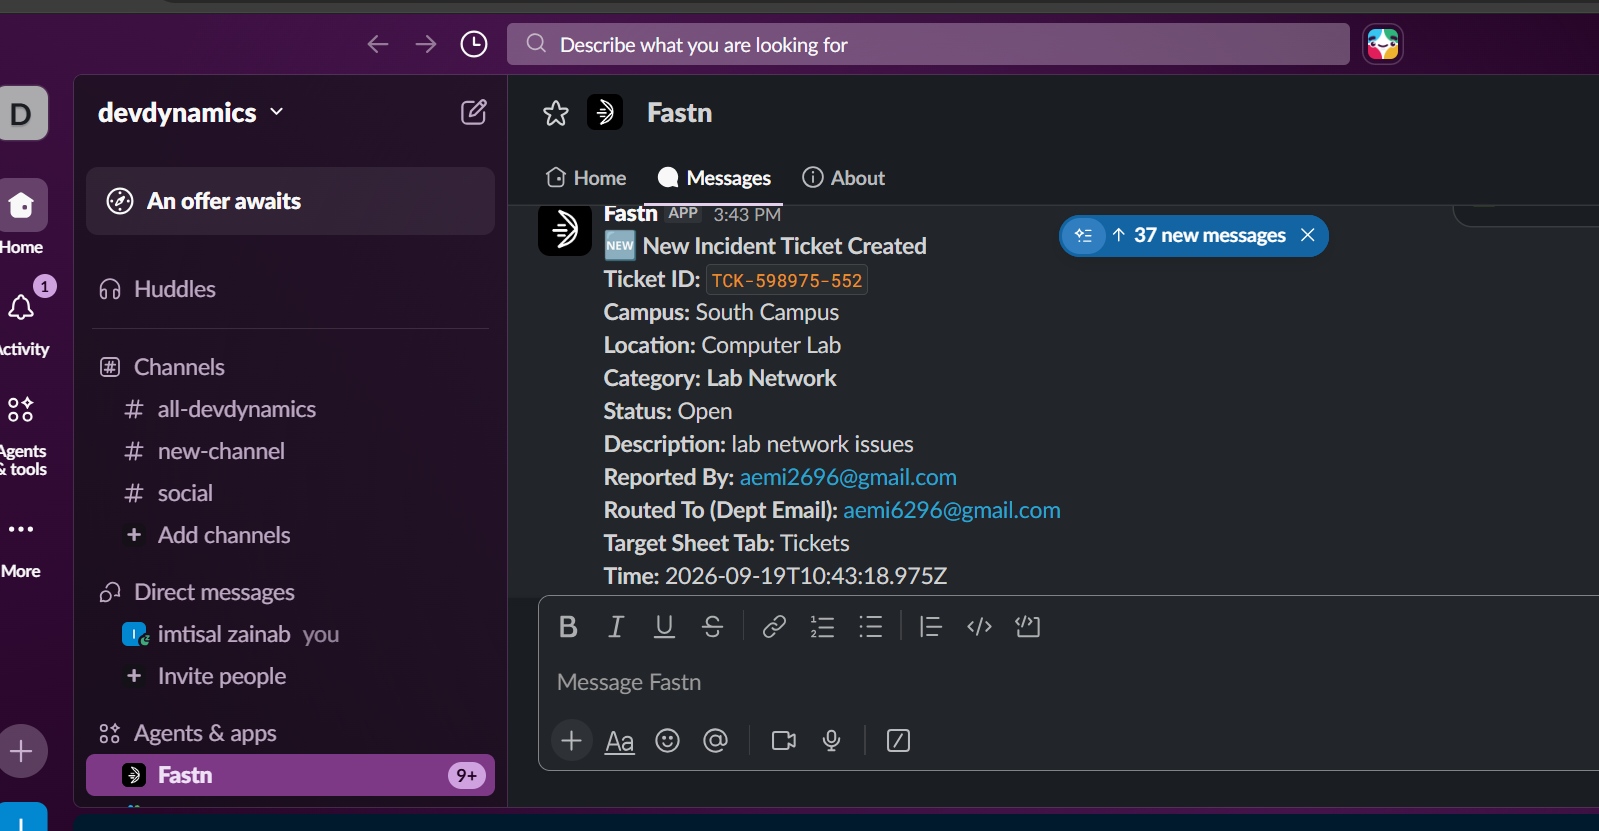 Describe what you are looking for
D
Home
1
Activity
Agents
& tools
More
devdynamics
An offer awaits
Huddles
Channels
# all-devdynamics
# new-channel
# social
+ Add channels
Direct messages
I imtisal zainab you
+ Invite people
Agents & apps
Fastn 9+
Fastn
Home Messages About
Fastn APP 3:43 PM
37 new messages
NEW New Incident Ticket Created
Ticket ID: TCK-598975-552
Campus: South Campus
Location: Computer Lab
Category: Lab Network
Status: Open
Description: lab network issues
Reported By: aemi2696@gmail.com
Routed To (Dept Email): aemi6296@gmail.com
Target Sheet Tab: Tickets
Time: 2026-09-19T10:43:18.975Z
B I U S
Message Fastn
+ Aa @
I